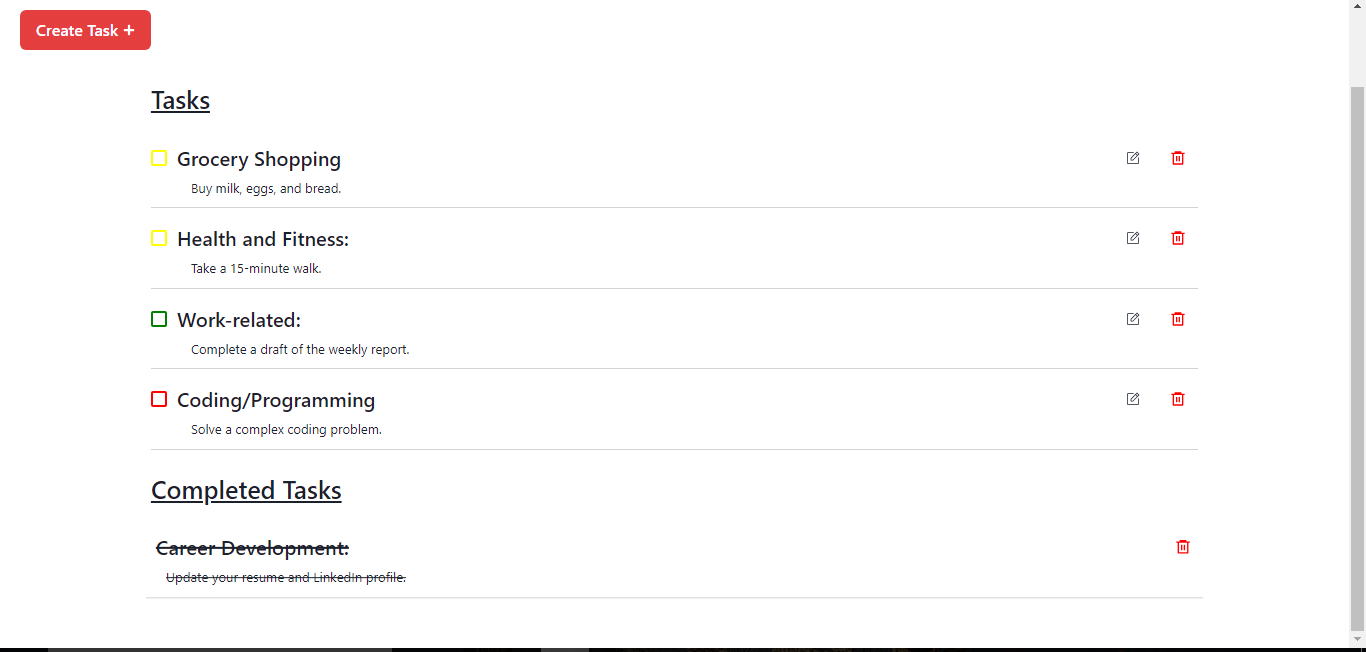 Create Task +
Tasks
Grocery Shopping
Buy milk, eggs, and bread.
Health and Fitness:
Take a 15-minute walk.
Work-related:
Complete a draft of the weekly report.
Coding/Programming
Solve a complex coding problem.
Completed Tasks
Career Development:
Update your resume and LinkedIn profile.